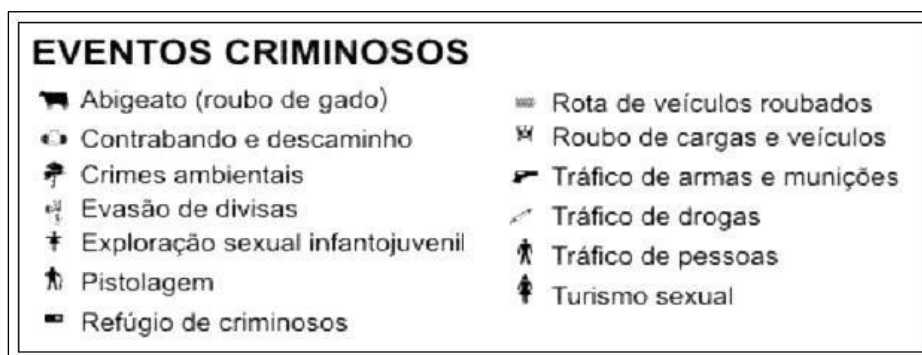 EVENTOS CRIMINOSOS
Abigeato (roubo de gado)
Contrabando e descaminho
Crimes ambientais
Evasão de divisas
Exploração sexual infantojuvenil
Pistolagem
Refúgio de criminosos
Rota de veículos roubados
Roubo de cargas e veículos
Tráfico de armas e munições
Tráfico de drogas
Tráfico de pessoas
Turismo sexual